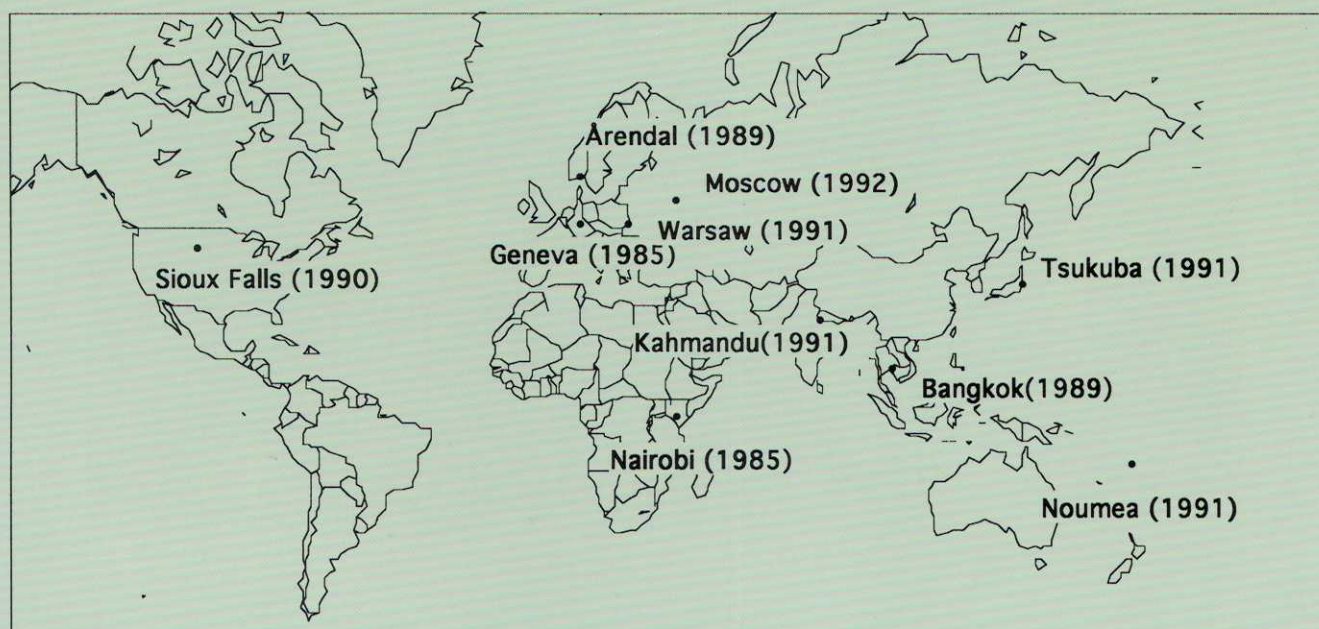 Arendal (1989)
Moscow (1992)
Warsaw (1991)
Geneva (1985)
Tsukuba (1991)
Sioux Falls (1990)
Kahmandu(1991)
Bangkok(1989)
Nairobi (1985)
Noumea (1991)